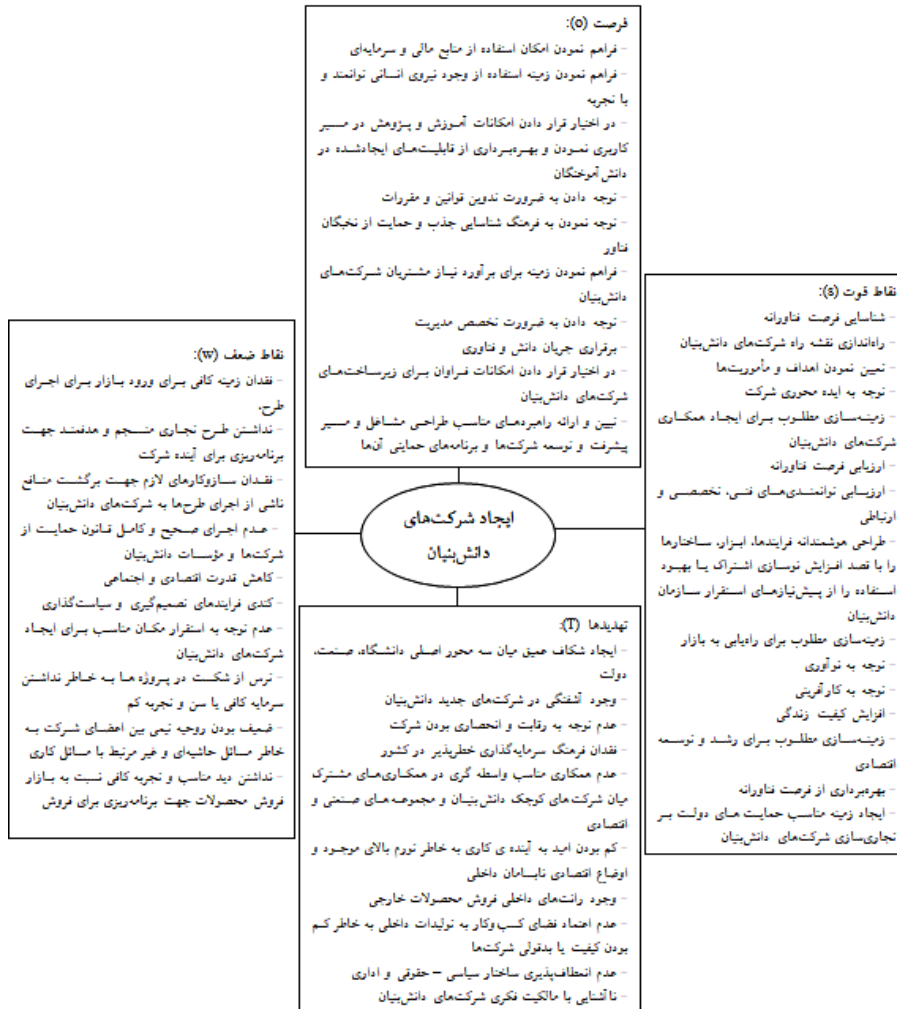 فرصت (o):
- فراهم نمودن امکان استفاده از منابع مالی و سرمایه‌ای
- فراهم نمودن زمینه استفاده از وجود نیروی انسانی توانمند و
با تجربه
- در اختیار قرار دادن امکانات آموزش و پژوهش در مسیر
کاربری نمودن و بهره‌برداری از قابلیت‌های ایجادشده در
دانش آموختگان
- توجه دادن به ضرورت تدوین قوانین و مقررات
- توجه نمودن به فرهنگ شناسایی جذب و حمایت از نخبگان
فناور
- فراهم نمودن زمینه برای برآورد نیاز مشتریان شرکت‌های
دانش‌بنیان
- توجه دادن به ضرورت تخصص مدیریت
- برقراری جریان دانش و فناوری
- در اختیار قرار دادن امکانات فراوان برای زیرساخت‌های
شرکت‌های دانش‌بنیان
- تبیین و ارائه راهبردهای مناسب طراحی مشاغل و مسیر
پیشرفت و توسعه شرکت‌ها و برنامه‌های حمایتی آن‌ها
نقاط قوت (s):
- شناسایی فرصت فناورانه
- راه‌اندازی نقشه راه شرکت‌های دانش‌بنیان
- تعیین نمودن اهداف و مأموریت‌ها
- توجه به ایده محوری شرکت
- زمینه‌سازی مطلوب برای ایجاد همکاری
شرکت‌های دانش‌بنیان
- ارزیابی فرصت فناورانه
- ارزیابی توانمندی‌های فنی، تخصصی و
ارتباطی
- طراحی هوشمندانه فرایندها، ابزار، ساختارها
را با قصد افزایش نوسازی اشتراک یا بهبود
استفاده را از پیش‌نیازهای استقرار سازمان
دانش‌بنیان
- زمینه‌سازی مطلوب برای راه‌یابی به بازار
- توجه به نوآوری
- توجه به کارآفرینی
- افزایش کیفیت زندگی
- زمینه‌سازی مطلوب برای رشد و توسعه
اقتصادی
- بهره‌برداری از فرصت فناورانه
- ایجاد زمینه مناسب حمایت های دولت بر
تجاری‌سازی شرکت‌های دانش‌بنیان
ایجاد شرکت‌های
دانش‌بنیان
نقاط ضعف (w):
- فقدان زمینه کافی برای ورود بازار برای اجرای
طرح،
- نداشتن طرح تجاری منسجم و هدفمند جهت
برنامه‌ریزی برای آینده شرکت
- فقدان سازوکارهای لازم جهت برگشت منافع
ناشی از اجرای طرح‌ها به شرکت‌های دانش‌بنیان
- عدم اجرای صحیح و کامل قانون حمایت از
شرکت‌ها و مؤسسات دانش‌بنیان
- کاهش قدرت اقتصادی و اجتماعی
- کندی فرایندهای تصمیم‌گیری و سیاست‌گذاری
- عدم توجه به استقرار مکان مناسب برای ایجاد
شرکت‌های دانش‌بنیان
- ترس از شکست در پروژه ها به خاطر نداشتن
سرمایه کافی یا سن و تجربه کم
- ضعیف بودن روحیه تیمی بین اعضای شرکت به
خاطر مسائل حاشیه‌ای و غیر مرتبط با مسائل کاری
- نداشتن دید مناسب و تجربه کافی نسبت به بازار
فروش محصولات جهت برنامه‌ریزی برای فروش
تهدیدها (T):
- ایجاد شکاف عمیق میان سه محور اصلی دانشگاه، صنعت،
دولت
- وجود آشفتگی در شرکت‌های جدید دانش‌بنیان
- عدم توجه به رقابت و انحصاری بودن شرکت
- فقدان فرهنگ سرمایه‌گذاری خطرپذیر در کشور
- عدم همکاری مناسب واسطه گری در همکاری‌های مشترک
میان شرکت های کوچک دانش‌بنیان و مجموعه های صنعتی و
اقتصادی
- کم بودن امید به آینده ی کاری به خاطر تورم بالای موجود و
اوضاع اقتصادی نابسامان داخلی
- وجود رانت‌های داخلی فروش محصولات خارجی
- عدم اعتماد فضای کسب‌وکار به تولیدات داخلی به خاطر کم
بودن کیفیت یا بدقولی شرکت‌ها
- عدم انعطاف‌پذیری ساختار سیاسی – حقوقی و اداری
- نا آشنایی با مالکیت فکری شرکت‌های دانش‌بنیان